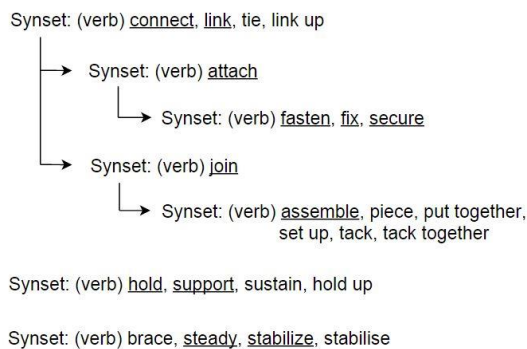 Synset: (verb) connect, link, tie, link up
Synset: (verb) attach
Synset: (verb) fasten, fix, secure
Synset: (verb) join
Synset: (verb) assemble, piece, put together,
set up, tack, tack together
Synset: (verb) hold, support, sustain, hold up
Synset: (verb) brace, steady, stabilize, stabilise